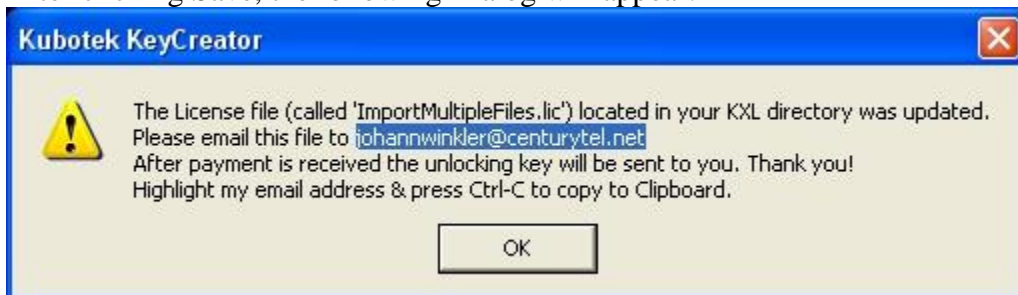 Kubotek KeyCreator
The License file (called 'ImportMultipleFiles.lic') located in your KXL directory was updated.
Please email this file to johannwinkler@centurytel.net
After payment is received the unlocking key will be sent to you. Thank you!
Highlight my email address & press Ctrl-C to copy to Clipboard.
OK